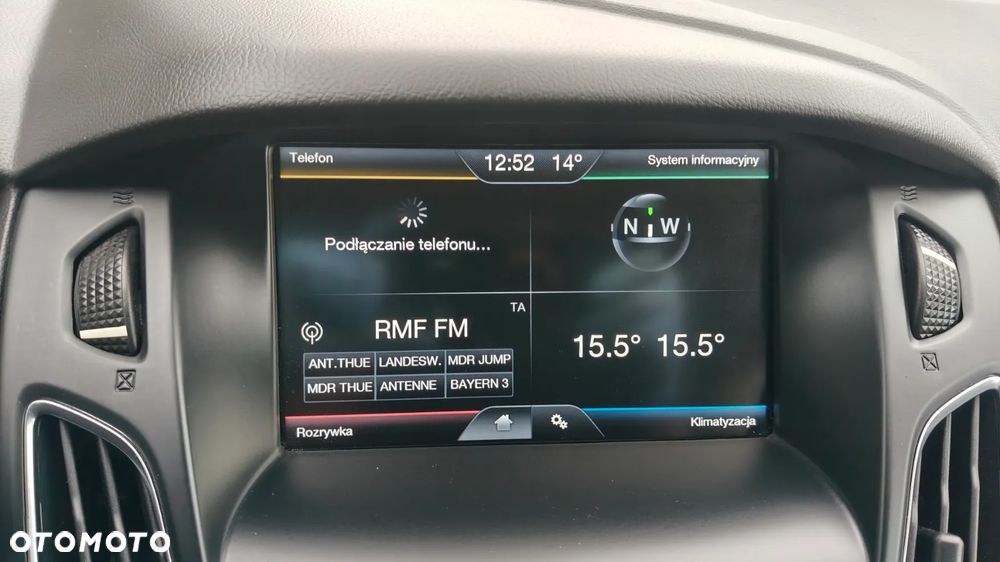 Telefon
12:52 14°
System informacyjny
Podłączanie telefonu...
N W
TA
RMF FM
ANT.THUE LANDESW. MDR JUMP
MDR THUE ANTENNE BAYERN 3
15.5° 15.5°
Rozrywka
Klimatyzacja
OTOMOTO